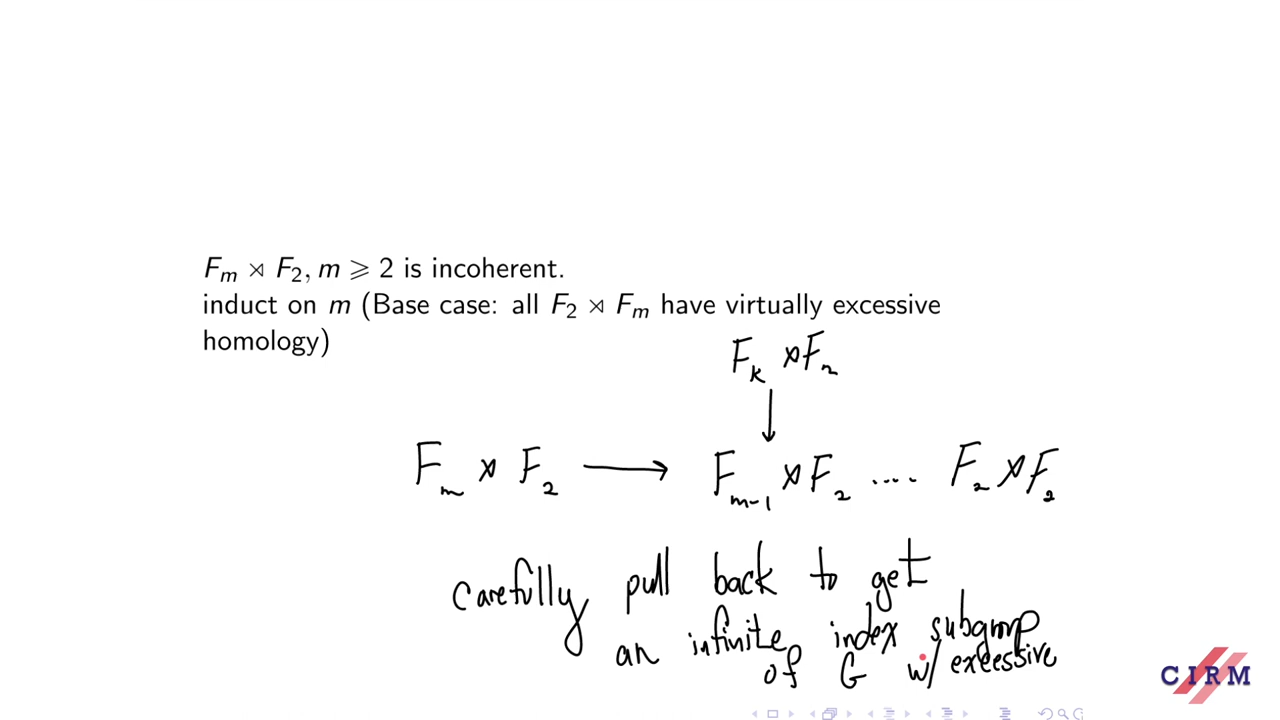 F_m ⋊ F_2, m ⩾ 2 is incoherent.
induct on m (Base case: all F_2 ⋊ F_m have virtually excessive
homology)
F_k ⋊ F_2
↓
F_m ⋊ F_2 ⟶ F_{m-1} ⋊ F_2 .... F_2 ⋊ F_2
carefully pull back to get
an infinite index subgroup
of G w/ excessive
CIRM